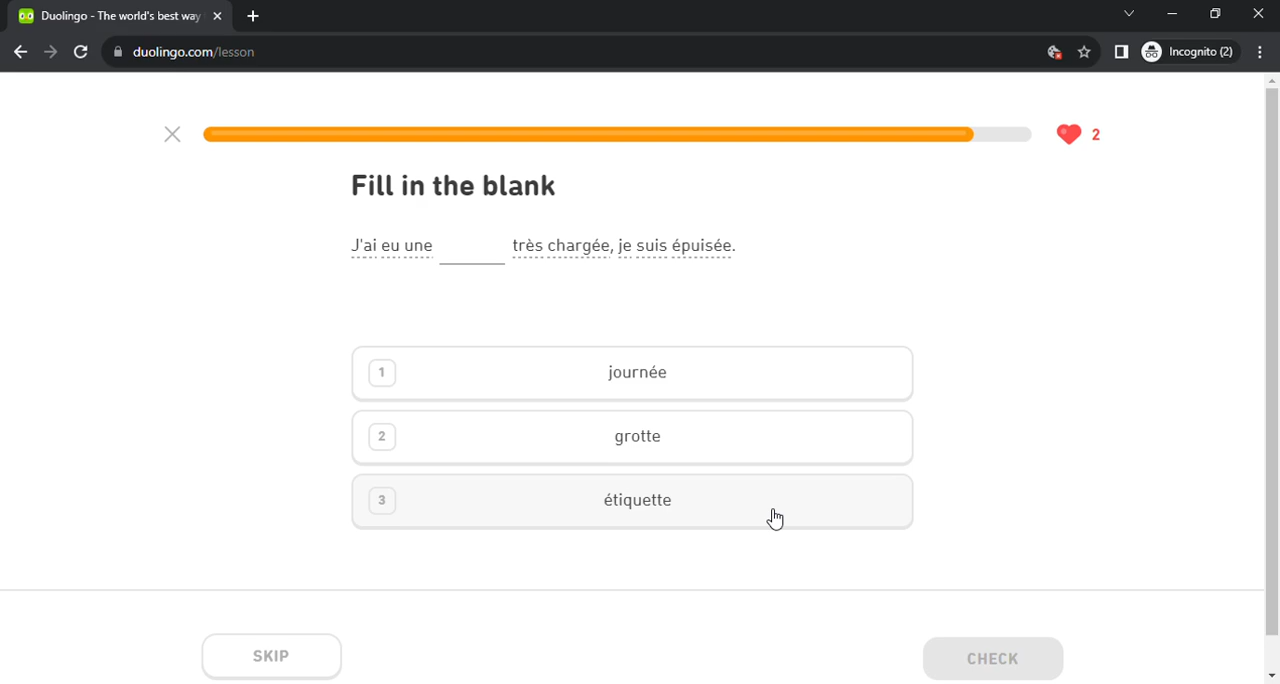 Duolingo - The world's best way
duolingo.com/lesson
Incognito (2)
2
Fill in the blank
J'ai eu une ______ très chargée, je suis épuisée.
1 journée
2 grotte
3 étiquette
SKIP
CHECK